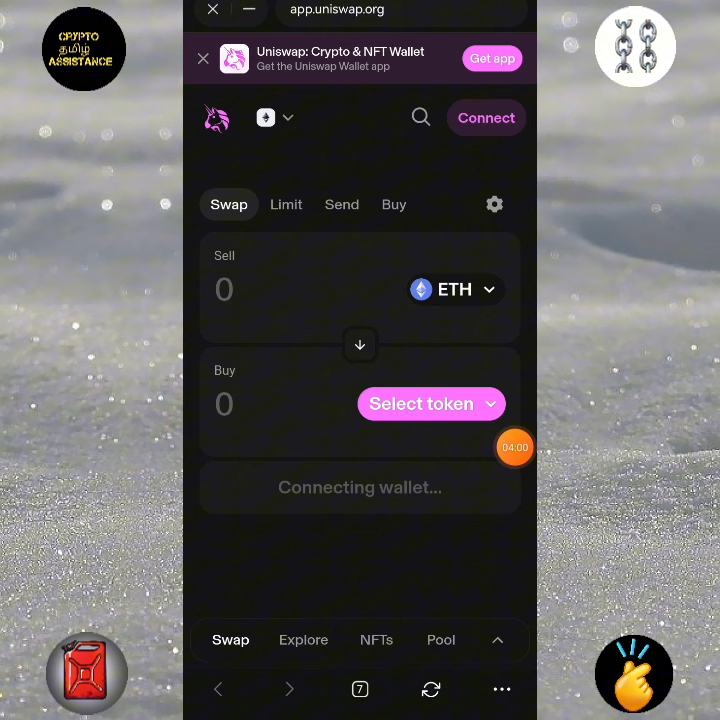 CRYPTO
தமிழ்
ASSISTANCE
app.uniswap.org
Uniswap: Crypto & NFT Wallet
Get the Uniswap Wallet app
Get app
Connect
Swap Limit Send Buy
Sell
0 ETH
Buy
0 Select token
04:00
Connecting wallet...
Swap Explore NFTs Pool
7